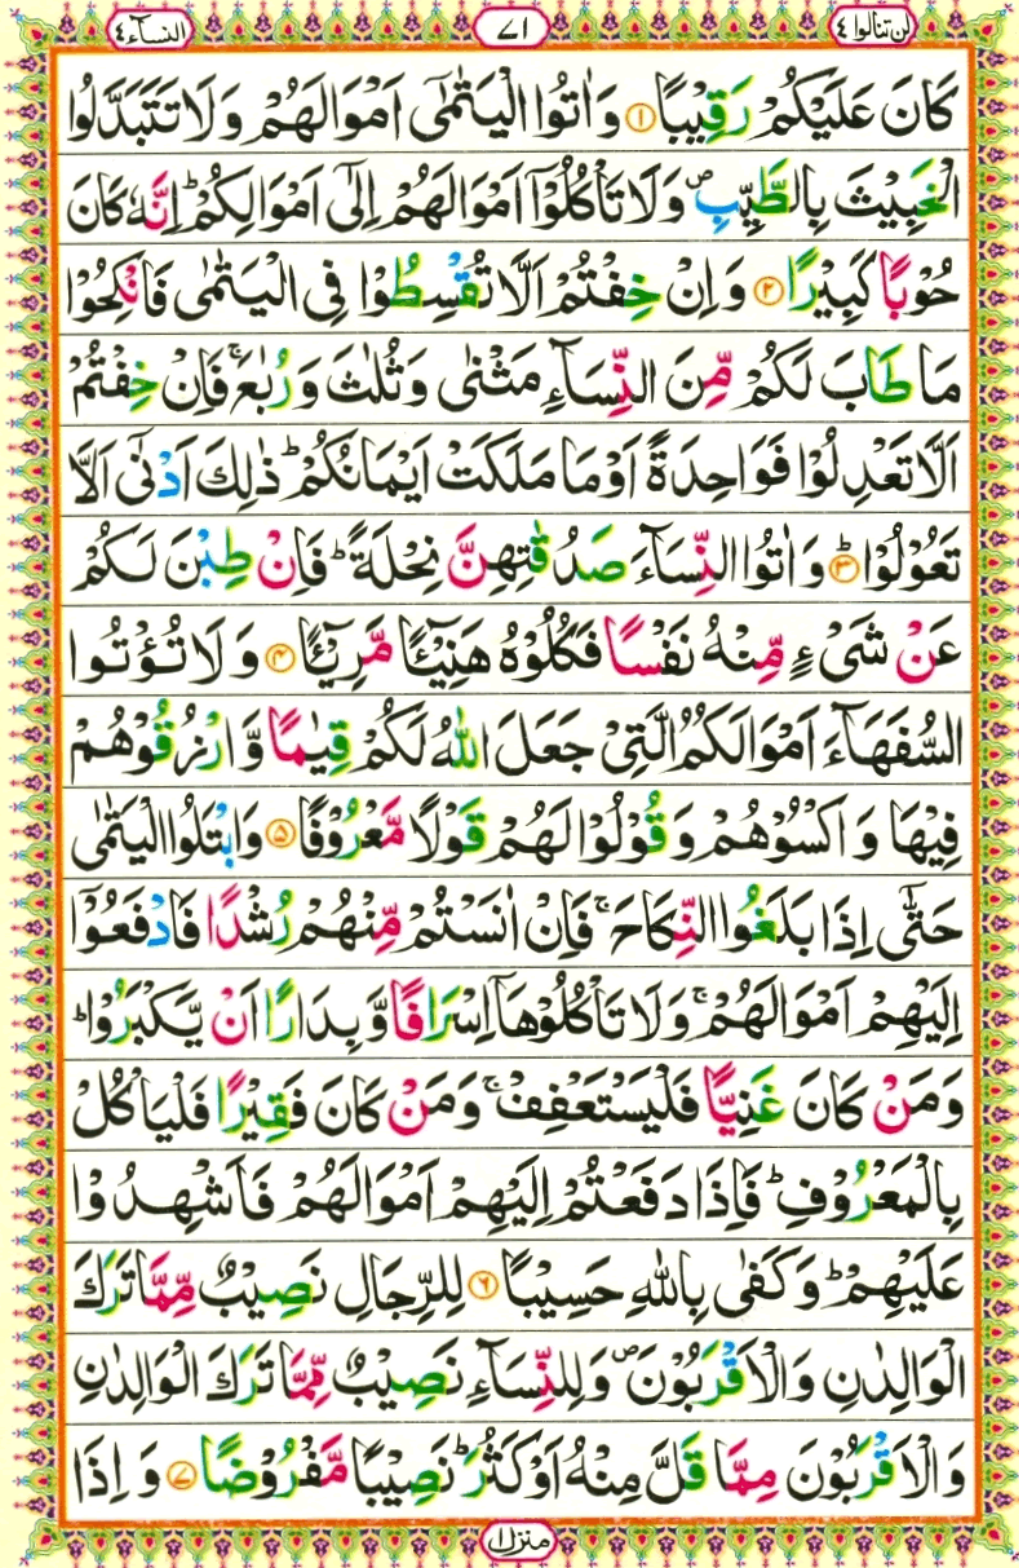 لن تنالوا ٤ ٧١ النساء ٤
كَانَ عَلَيْكُمْ رَقِيْبًا ۝١ وَ اٰتُوا الْيَتٰمٰۤى اَمْوَالَهُمْ وَ لَا تَتَبَدَّلُوا
الْخَبِيْثَ بِالطَّيِّبِ ۪ وَ لَا تَاْكُلُوْۤا اَمْوَالَهُمْ اِلٰۤى اَمْوَالِكُمْ ؕ اِنَّهٗ كَانَ
حُوْبًا كَبِيْرًا ۝٢ وَ اِنْ خِفْتُمْ اَلَّا تُقْسِطُوْا فِى الْيَتٰمٰى فَانْكِحُوْا
مَا طَابَ لَكُمْ مِّنَ النِّسَآءِ مَثْنٰى وَ ثُلٰثَ وَ رُبٰعَ ۚ فَاِنْ خِفْتُمْ
اَلَّا تَعْدِلُوْا فَوَاحِدَةً اَوْ مَا مَلَكَتْ اَيْمَانُكُمْ ؕ ذٰلِكَ اَدْنٰۤى اَلَّا
تَعُوْلُوْا ؕ۝٣ وَ اٰتُوا النِّسَآءَ صَدُقٰتِهِنَّ نِحْلَةً ؕ فَاِنْ طِبْنَ لَكُمْ
عَنْ شَىْءٍ مِّنْهُ نَفْسًا فَكُلُوْهُ هَنِيْٓـًٔا مَّرِيْٓـًٔا ۝٤ وَ لَا تُؤْتُوا
السُّفَهَآءَ اَمْوَالَكُمُ الَّتِىْ جَعَلَ اللّٰهُ لَكُمْ قِيٰمًا وَّ ارْزُقُوْهُمْ
فِيْهَا وَ اكْسُوْهُمْ وَ قُوْلُوْا لَهُمْ قَوْلًا مَّعْرُوْفًا ۝٥ وَ ابْتَلُوا الْيَتٰمٰى
حَتّٰۤى اِذَا بَلَغُوا النِّكَاحَ ۚ فَاِنْ اٰنَسْتُمْ مِّنْهُمْ رُشْدًا فَادْفَعُوْۤا
اِلَيْهِمْ اَمْوَالَهُمْ ۚ وَ لَا تَاْكُلُوْهَاۤ اِسْرَافًا وَّ بِدَارًا اَنْ يَّكْبَرُوْا ؕ
وَ مَنْ كَانَ غَنِيًّا فَلْيَسْتَعْفِفْ ۚ وَ مَنْ كَانَ فَقِيْرًا فَلْيَاْكُلْ
بِالْمَعْرُوْفِ ؕ فَاِذَا دَفَعْتُمْ اِلَيْهِمْ اَمْوَالَهُمْ فَاَشْهِدُوْا
عَلَيْهِمْ ؕ وَ كَفٰى بِاللّٰهِ حَسِيْبًا ۝٦ لِلرِّجَالِ نَصِيْبٌ مِّمَّا تَرَكَ
الْوَالِدٰنِ وَ الْاَقْرَبُوْنَ ۪ وَ لِلنِّسَآءِ نَصِيْبٌ مِّمَّا تَرَكَ الْوَالِدٰنِ
وَ الْاَقْرَبُوْنَ مِمَّا قَلَّ مِنْهُ اَوْ كَثُرَ ؕ نَصِيْبًا مَّفْرُوْضًا ۝٧ وَ اِذَا
منزل ١